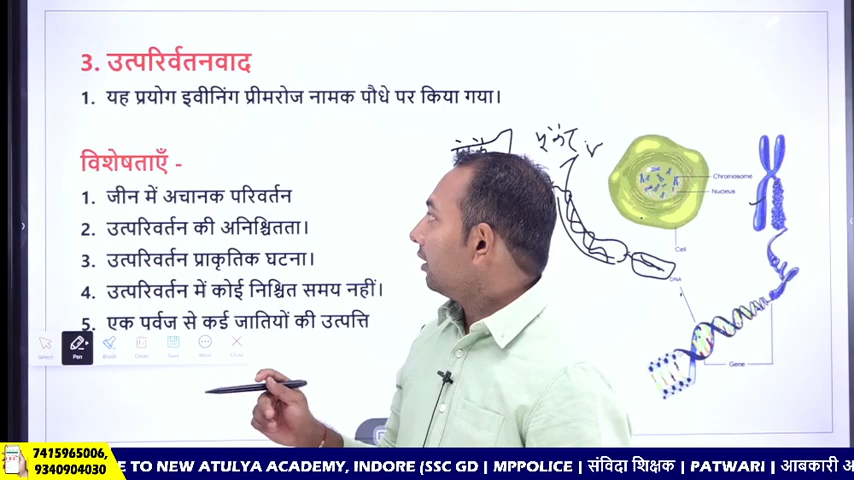 3. उत्परिर्वतनवाद
1. यह प्रयोग इवीनिंग प्रीमरोज नामक पौधे पर किया गया।
विशेषताएँ -
1. जीन में अचानक परिवर्तन
2. उत्परिवर्तन की अनिश्चितता।
3. उत्परिवर्तन प्राकृतिक घटना।
4. उत्परिवर्तन में कोई निश्चित समय नहीं।
5. एक पर्वज से कई जातियों की उत्पत्ति
Chromosome
Nucleus
Cell
DNA
Gene
Select
Pen
Brush
Clean
Save
More
Close
7415965006,
9340904030
E TO NEW ATULYA ACADEMY, INDORE (SSC GD | MPPOLICE | संविदा शिक्षक | PATWARI | आबकारी अ